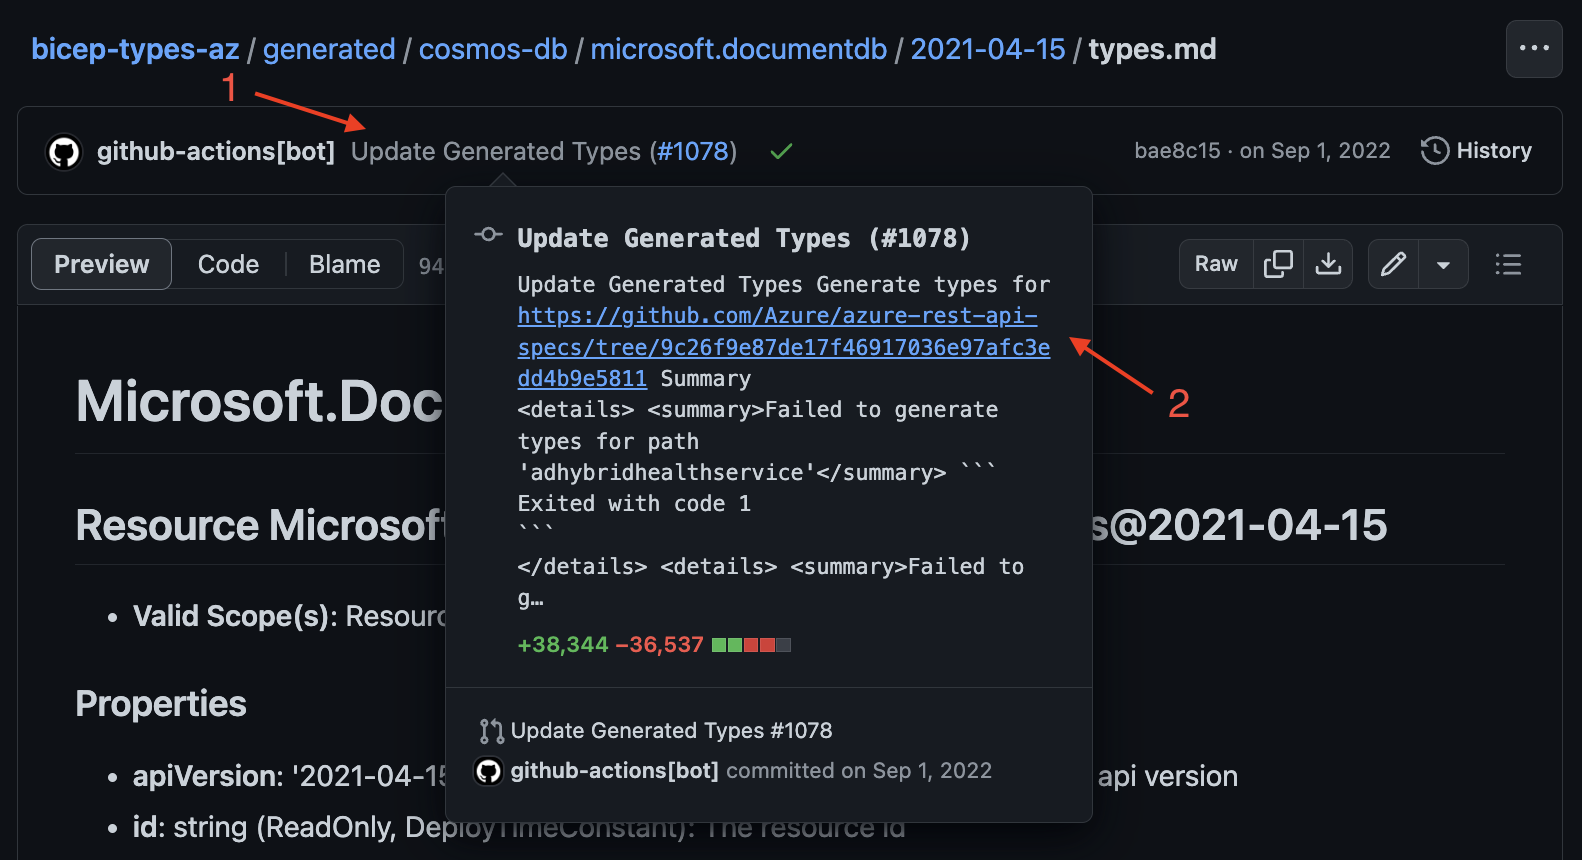 bicep-types-az / generated / cosmos-db / microsoft.documentdb / 2021-04-15 / types.md
1
github-actions[bot] Update Generated Types (#1078) bae8c15 · on Sep 1, 2022 History
Preview Code Blame 94 Raw
Update Generated Types (#1078)
Update Generated Types Generate types for
https://github.com/Azure/azure-rest-api-
specs/tree/9c26f9e87de17f46917036e97afc3e
dd4b9e5811 Summary
<details> <summary>Failed to generate
types for path
'adhybridhealthservice'</summary> ```
Exited with code 1
```
</details> <details> <summary>Failed to
g…
+38,344 −36,537
Update Generated Types #1078
github-actions[bot] committed on Sep 1, 2022
2
Microsoft.Doc
Resource Microsoft s@2021-04-15
• Valid Scope(s): Resourc
Properties
• apiVersion: '2021-04-15 api version
• id: string (ReadOnly, DeployTimeConstant): The resource id